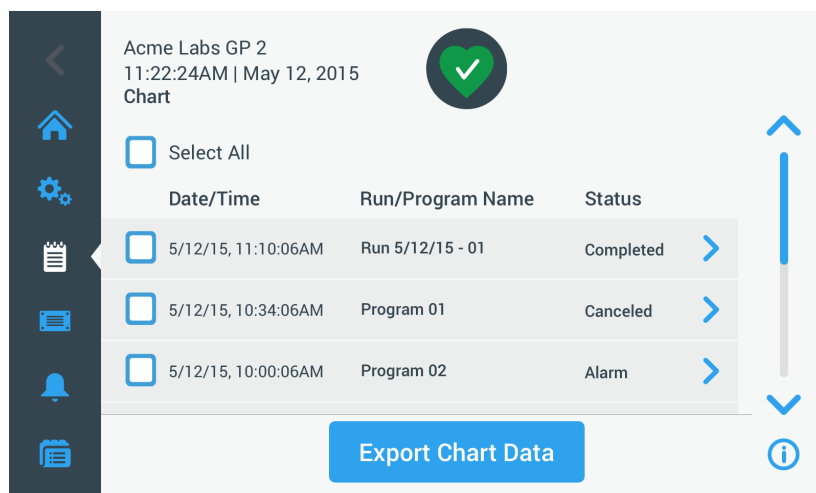 Acme Labs GP 2
11:22:24AM | May 12, 2015
Chart
Select All
Date/Time Run/Program Name Status
5/12/15, 11:10:06AM Run 5/12/15 - 01 Completed
5/12/15, 10:34:06AM Program 01 Canceled
5/12/15, 10:00:06AM Program 02 Alarm
Export Chart Data